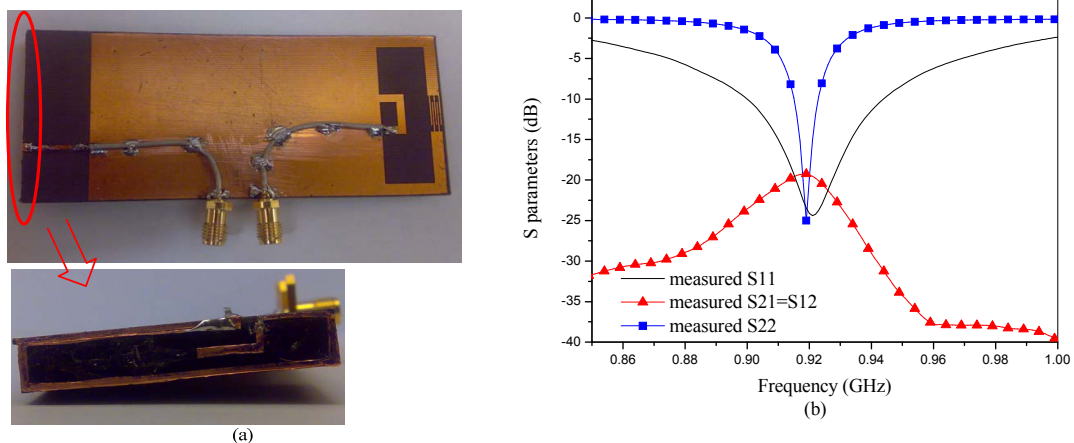 (a)
S parameters (dB)
0
-5
-10
-15
-20
-25
-30
-35
-40
measured S11
measured S21=S12
measured S22
0.86 0.88 0.90 0.92 0.94 0.96 0.98 1.00
Frequency (GHz)
(b)